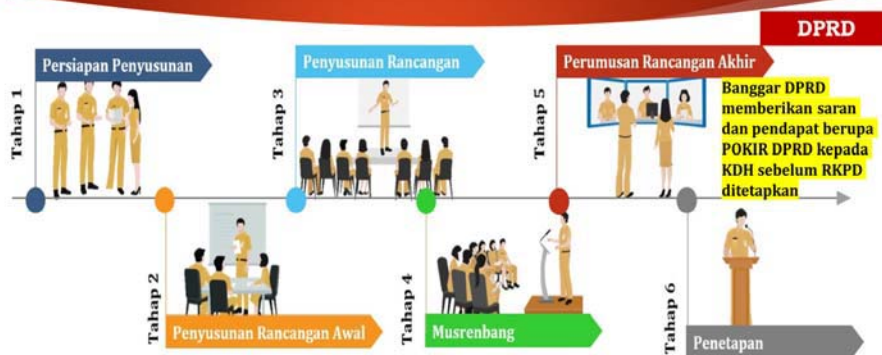 DPRD
Tahap 1
Persiapan Penyusunan
Tahap 2
Penyusunan Rancangan Awal
Tahap 3
Penyusunan Rancangan
Tahap 4
Musrenbang
Tahap 5
Perumusan Rancangan Akhir
Banggar DPRD
memberikan saran
dan pendapat berupa
POKIR DPRD kepada
KDH sebelum RKPD
ditetapkan
Tahap 6
Penetapan